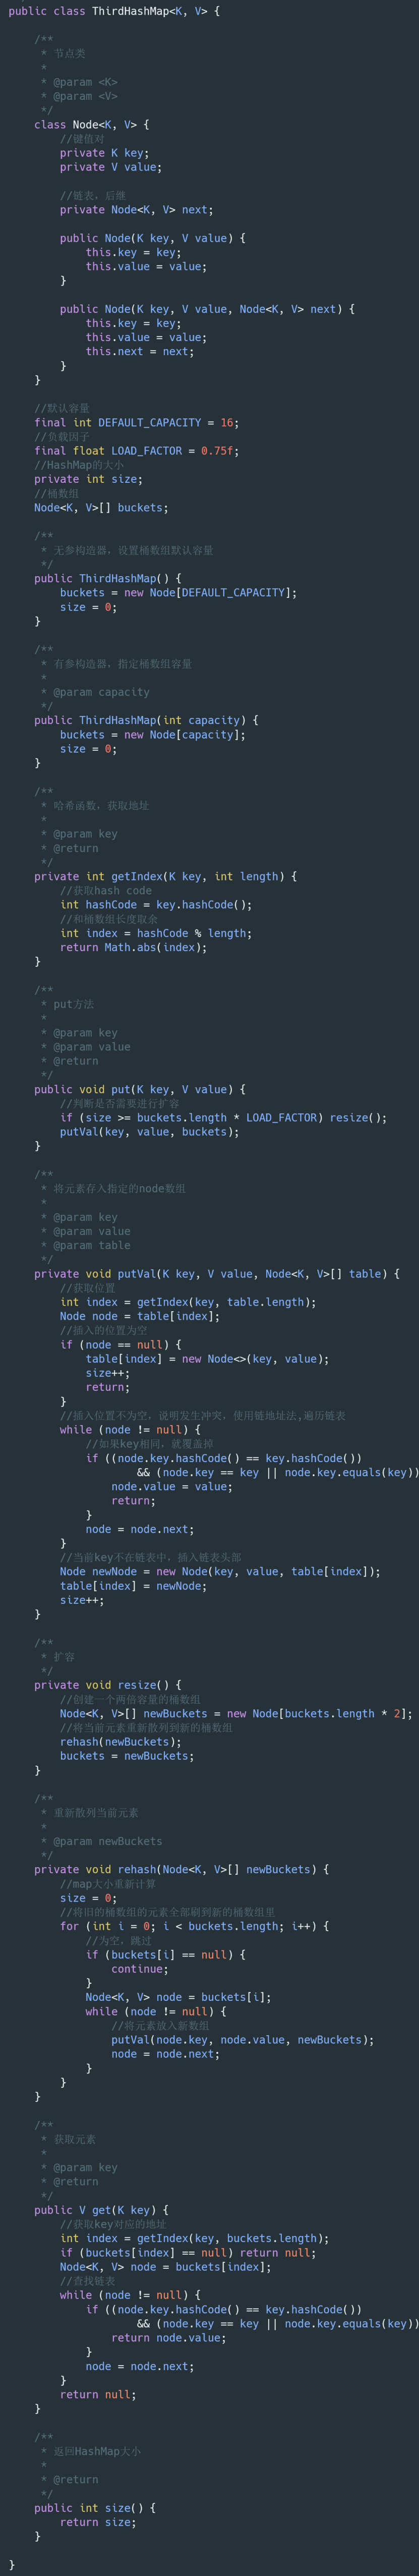 public class ThirdHashMap<K, V> {
/**
* 节点类
*
* @param <K>
* @param <V>
*/
class Node<K, V> {
//键值对
private K key;
private V value;
//链表，后继
private Node<K, V> next;
public Node(K key, V value) {
this.key = key;
this.value = value;
}
public Node(K key, V value, Node<K, V> next) {
this.key = key;
this.value = value;
this.next = next;
}
}
//默认容量
final int DEFAULT_CAPACITY = 16;
//负载因子
final float LOAD_FACTOR = 0.75f;
//HashMap的大小
private int size;
//桶数组
Node<K, V>[] buckets;
/**
* 无参构造器，设置桶数组默认容量
*/
public ThirdHashMap() {
buckets = new Node[DEFAULT_CAPACITY];
size = 0;
}
/**
* 有参构造器，指定桶数组容量
*
* @param capacity
*/
public ThirdHashMap(int capacity) {
buckets = new Node[capacity];
size = 0;
}
/**
* 哈希函数，获取地址
*
* @param key
* @return
*/
private int getIndex(K key, int length) {
//获取hash code
int hashCode = key.hashCode();
//和桶数组长度取余
int index = hashCode % length;
return Math.abs(index);
}
/**
* put方法
*
* @param key
* @param value
* @return
*/
public void put(K key, V value) {
//判断是否需要进行扩容
if (size >= buckets.length * LOAD_FACTOR) resize();
putVal(key, value, buckets);
}
/**
* 将元素存入指定的node数组
*
* @param key
* @param value
* @param table
*/
private void putVal(K key, V value, Node<K, V>[] table) {
//获取位置
int index = getIndex(key, table.length);
Node node = table[index];
//插入的位置为空
if (node == null) {
table[index] = new Node<>(key, value);
size++;
return;
}
//插入位置不为空，说明发生冲突，使用链地址法,遍历链表
while (node != null) {
//如果key相同，就覆盖掉
if ((node.key.hashCode() == key.hashCode())
&& (node.key == key || node.key.equals(key))
node.value = value;
return;
}
node = node.next;
}
//当前key不在链表中，插入链表头部
Node newNode = new Node(key, value, table[index]);
table[index] = newNode;
size++;
}
/**
* 扩容
*/
private void resize() {
//创建一个两倍容量的桶数组
Node<K, V>[] newBuckets = new Node[buckets.length * 2];
//将当前元素重新散列到新的桶数组
rehash(newBuckets);
buckets = newBuckets;
}
/**
* 重新散列当前元素
*
* @param newBuckets
*/
private void rehash(Node<K, V>[] newBuckets) {
//map大小重新计算
size = 0;
//将旧的桶数组的元素全部刷到新的桶数组里
for (int i = 0; i < buckets.length; i++) {
//为空，跳过
if (buckets[i] == null) {
continue;
}
Node<K, V> node = buckets[i];
while (node != null) {
//将元素放入新数组
putVal(node.key, node.value, newBuckets);
node = node.next;
}
}
}
/**
* 获取元素
*
* @param key
* @return
*/
public V get(K key) {
//获取key对应的地址
int index = getIndex(key, buckets.length);
if (buckets[index] == null) return null;
Node<K, V> node = buckets[index];
//查找链表
while (node != null) {
if ((node.key.hashCode() == key.hashCode())
&& (node.key == key || node.key.equals(key))
return node.value;
}
node = node.next;
}
return null;
}
/**
* 返回HashMap大小
*
* @return
*/
public int size() {
return size;
}
}